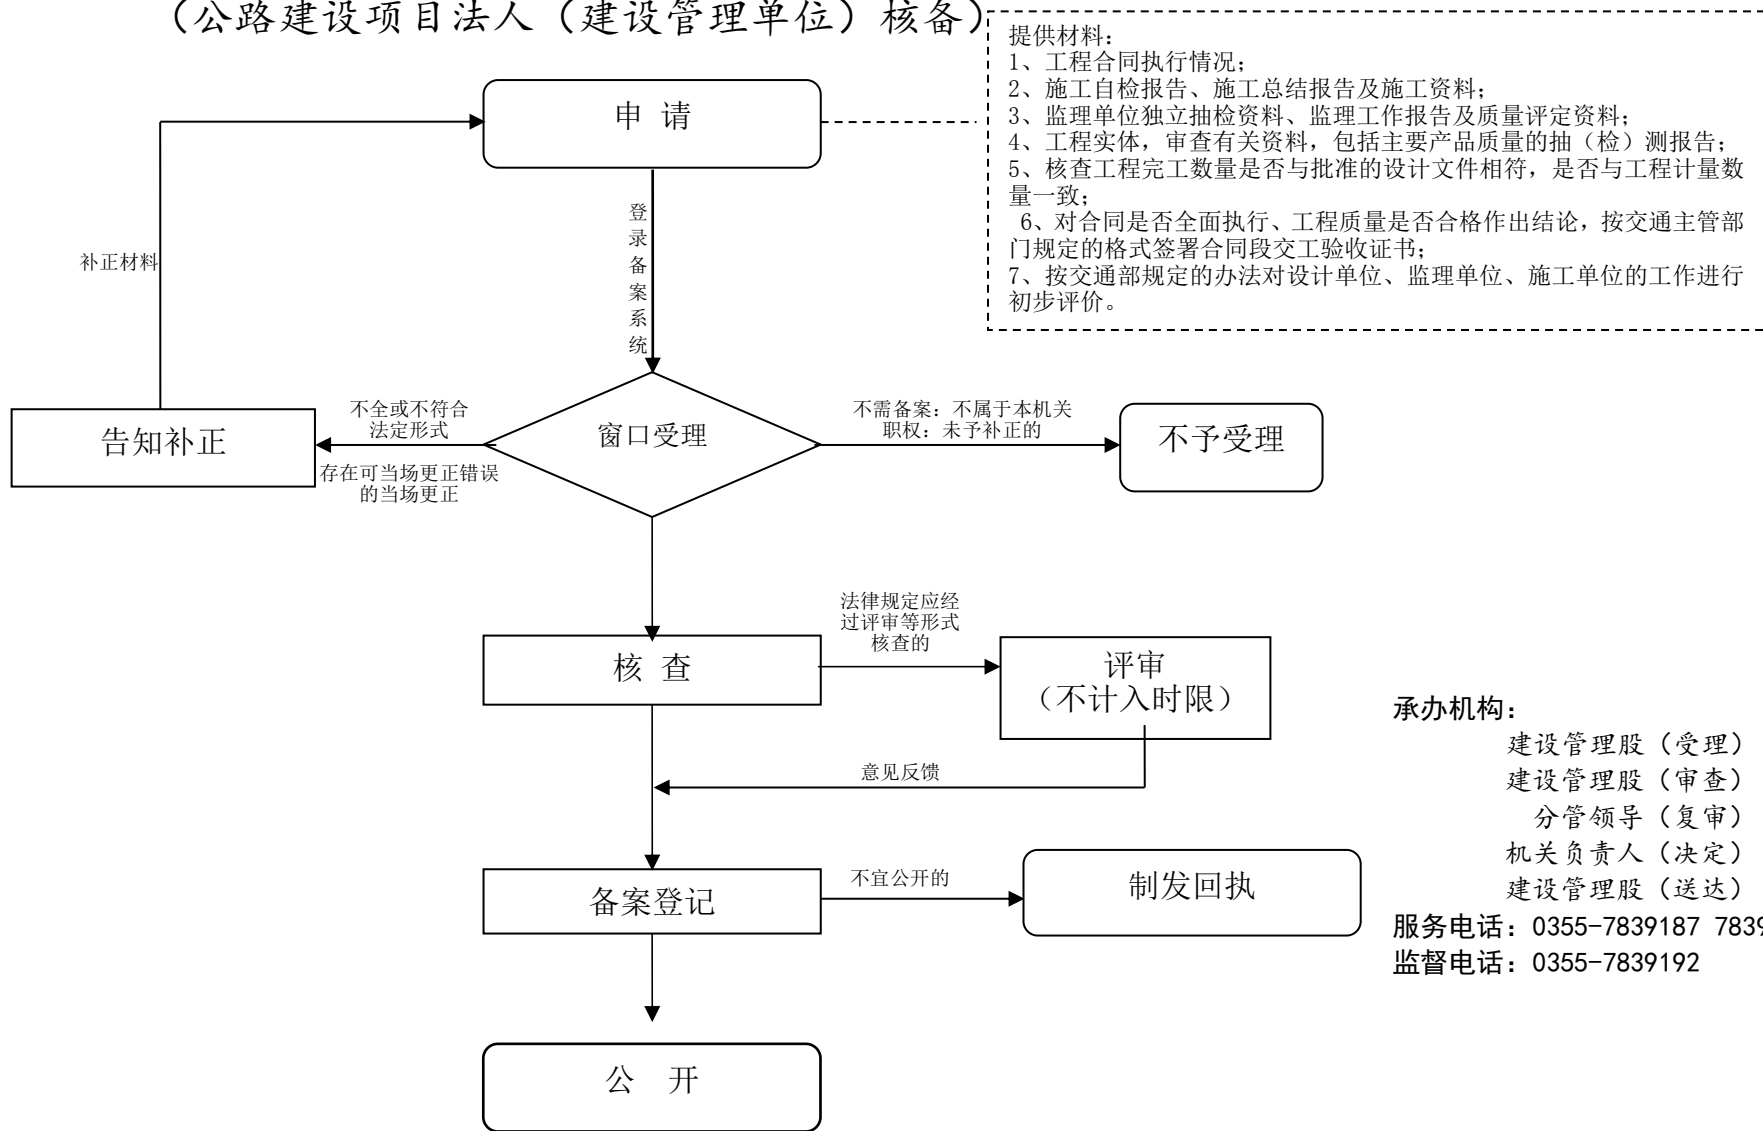 （公路建设项目法人（建设管理单位）核备）
提供材料：
1、工程合同执行情况；
2、施工自检报告、施工总结报告及施工资料；
3、监理单位独立抽检资料、监理工作报告及质量评定资料；
4、工程实体，审查有关资料，包括主要产品质量的抽（检）测报告；
5、核查工程完工数量是否与批准的设计文件相符，是否与工程计量数
量一致；
6、对合同是否全面执行、工程质量是否合格作出结论，按交通主管部
门规定的格式签署合同段交工验收证书；
7、按交通部规定的办法对设计单位、监理单位、施工单位的工作进行
初步评价。
申 请
登
录
备
案
系
统
补正材料
告知补正
不全或不符合
法定形式
存在可当场更正错误
的当场更正
窗口受理
不需备案：不属于本机关
职权：未予补正的
不予受理
法律规定应经
过评审等形式
核查的
核 查
评审
（不计入时限）
意见反馈
备案登记
不宜公开的
制发回执
公 开
承办机构：
建设管理股（受理）
建设管理股（审查）
分管领导（复审）
机关负责人（决定）
建设管理股（送达）
服务电话：0355-7839187 7839
监督电话：0355-7839192